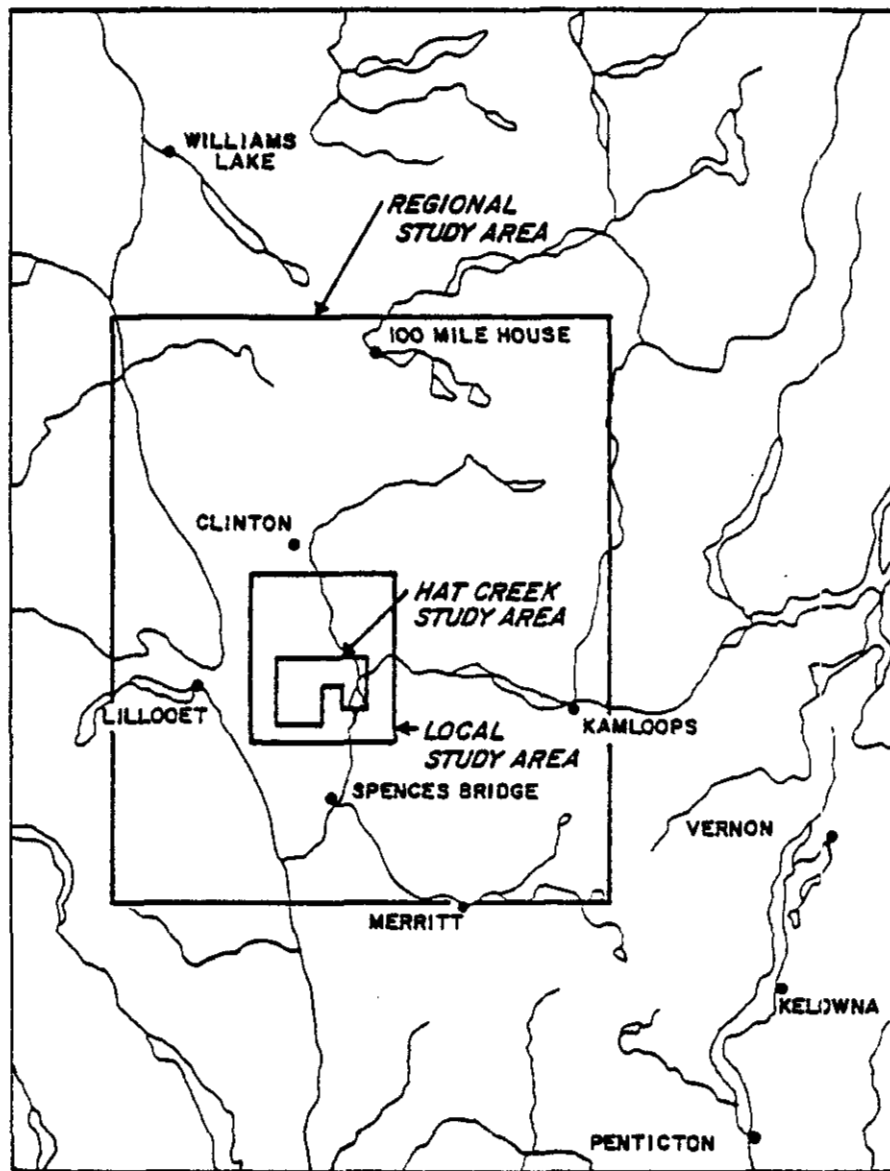 WILLIAMS
LAKE
REGIONAL
STUDY AREA
100 MILE HOUSE
CLINTON
HAT CREEK
STUDY AREA
LILLOOET
KAMLOOPS
LOCAL
STUDY AREA
SPENCES BRIDGE
VERNON
MERRITT
KELOWNA
PENTICTON